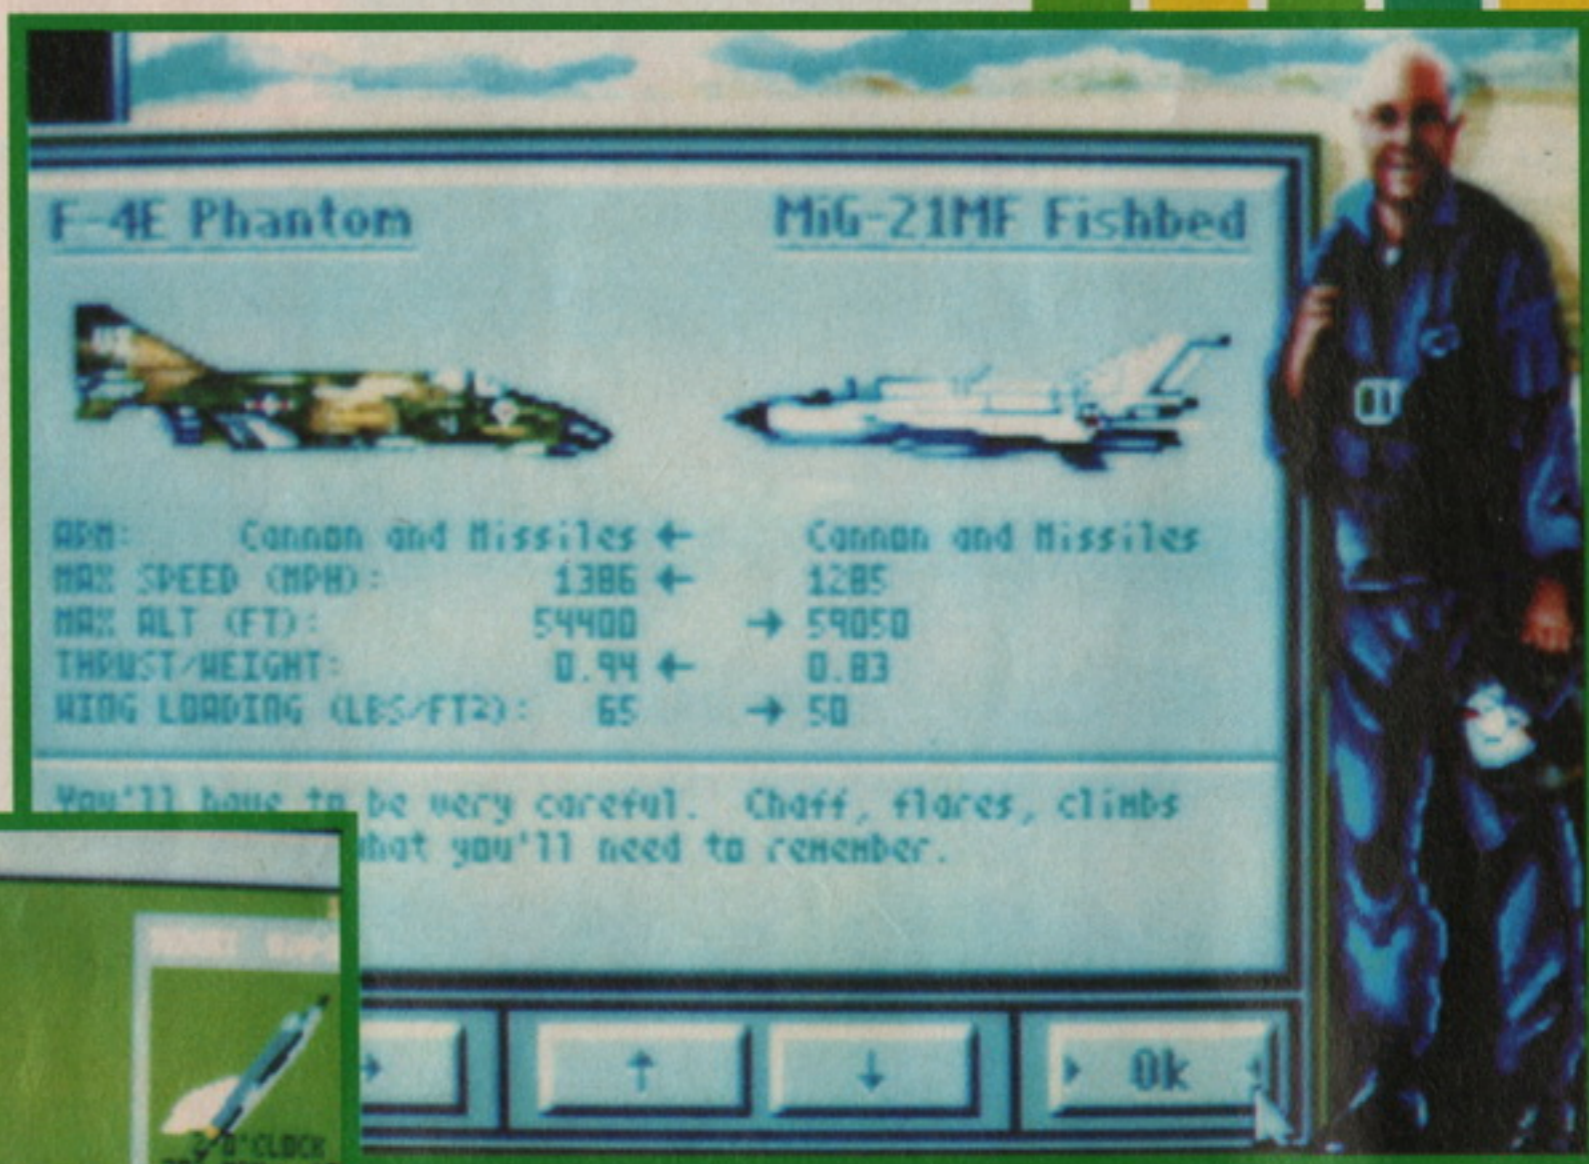 F-4E Phantom MiG-21MF Fishbed
ARM: Cannon and Missiles ← Cannon and Missiles
MAX SPEED (MPH): 1386 ← 1285
MAX ALT (FT): 54400 → 59050
THRUST/WEIGHT: 0.94 ← 0.83
WING LOADING (LBS/FT2): 65 → 50
You'll have to be very careful. Chaff, flares, climbs
what you'll need to remember.
→ ↑ ↓ Ok
O'CLOCK